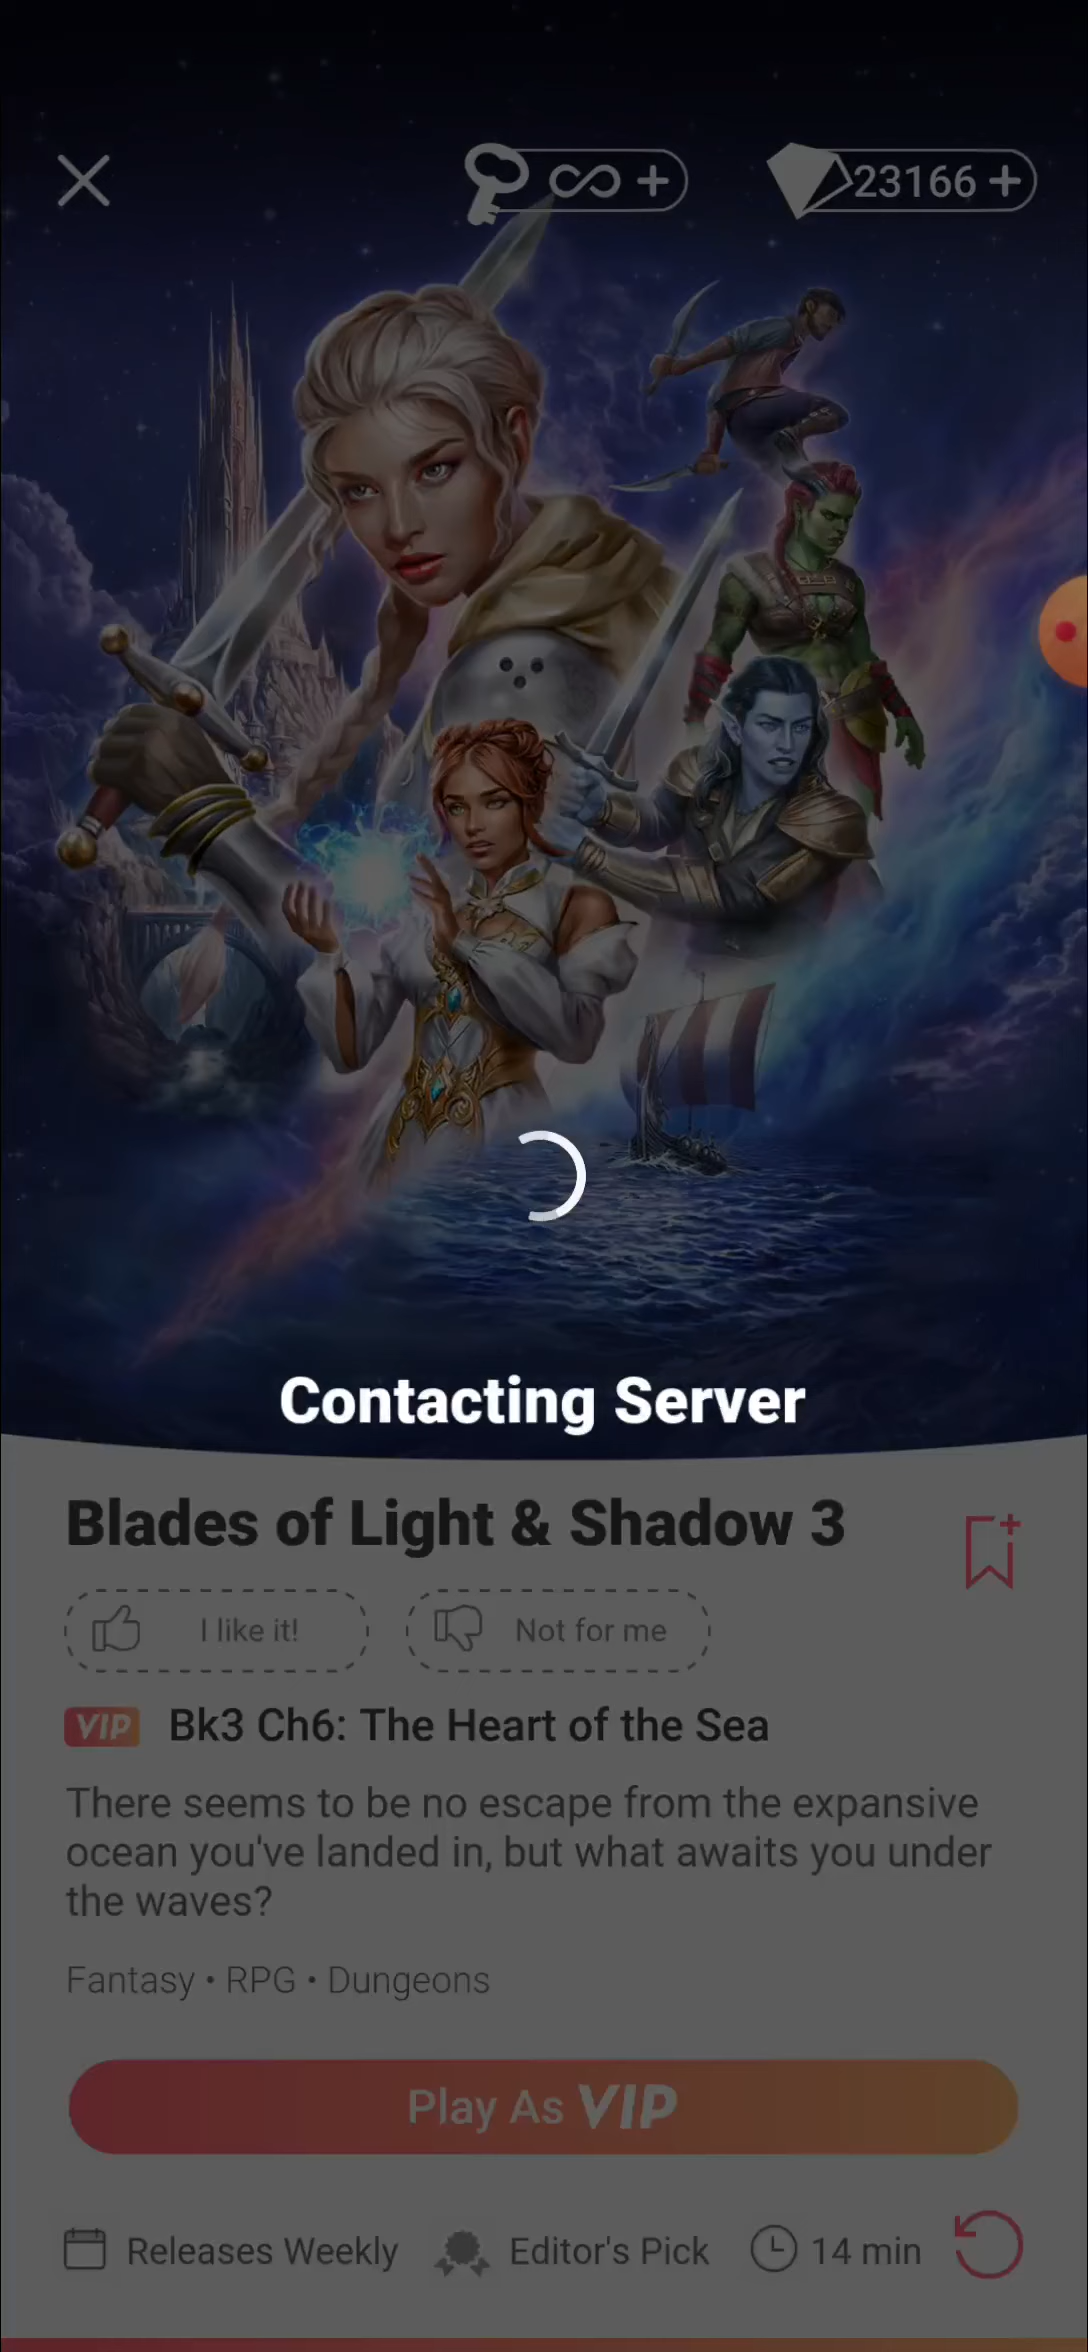 23166
Contacting Server
Blades of Light & Shadow 3
I like it!
Not for me
VIP Bk3 Ch6: The Heart of the Sea
There seems to be no escape from the expansive
ocean you've landed in, but what awaits you under
the waves?
Fantasy • RPG • Dungeons
Play As VIP
Releases Weekly
Editor's Pick
14 min